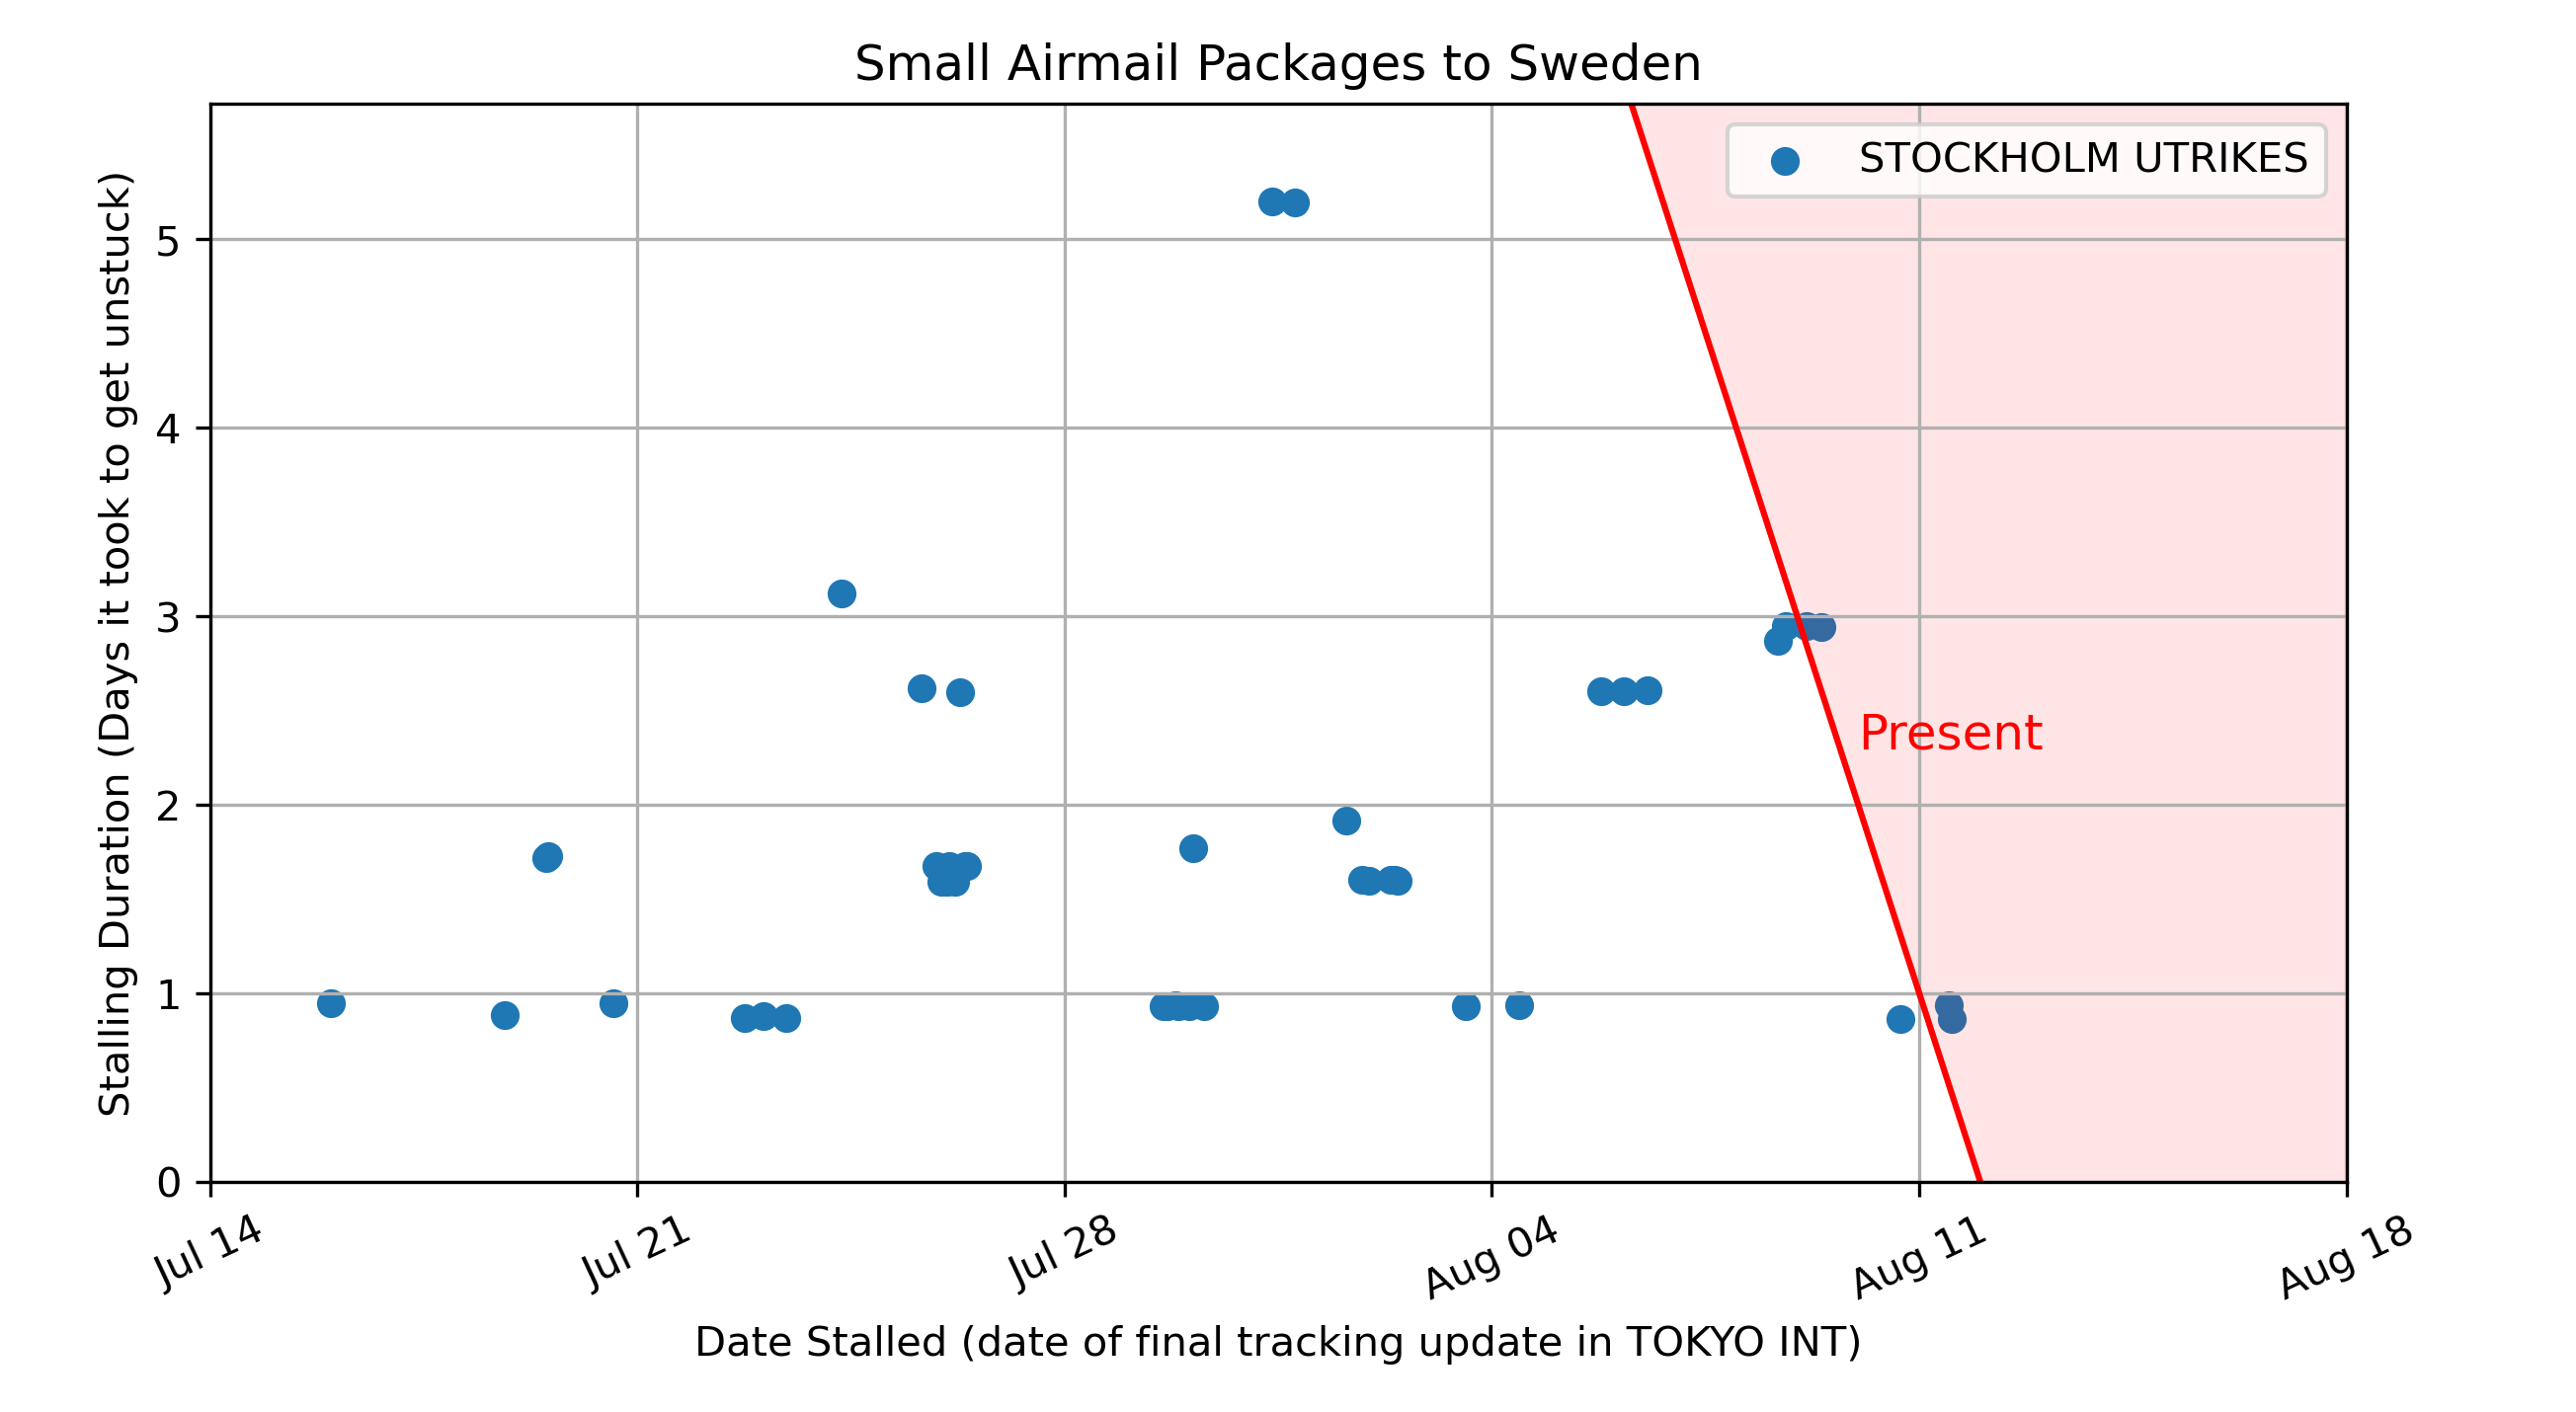 Small Airmail Packages to Sweden
STOCKHOLM UTRIKES
Stalling Duration (Days it took to get unstuck)
5
4
3
2
1
0
Present
Jul 14
Jul 21
Jul 28
Aug 04
Aug 11
Aug 18
Date Stalled (date of final tracking update in TOKYO INT)